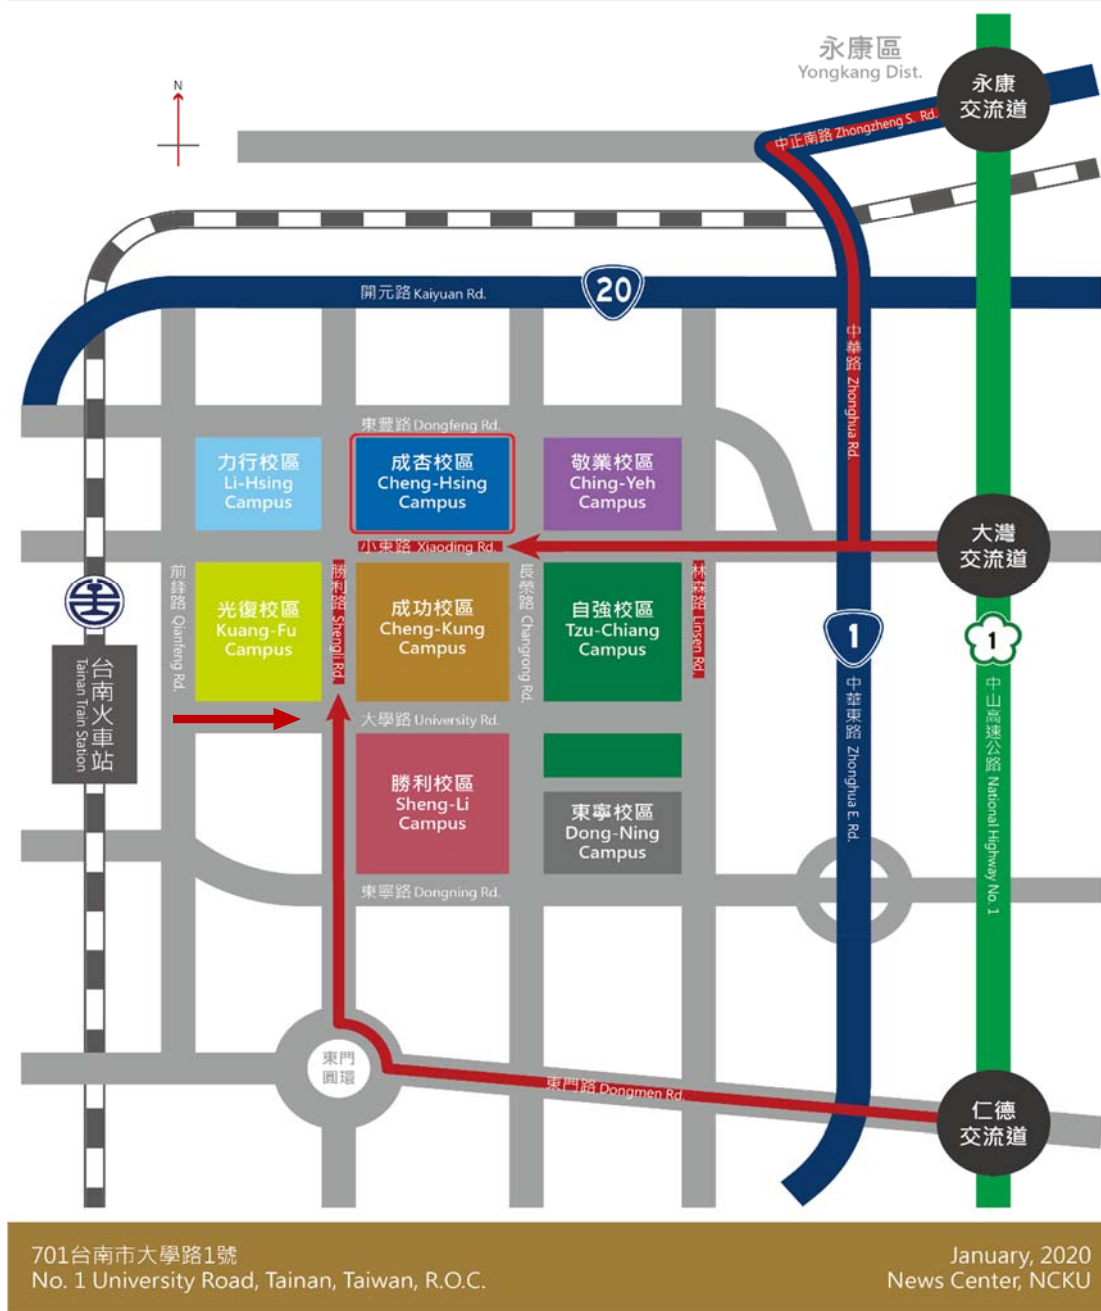 永康區
Yongkang Dist.
永康
交流道
N
中正南路 Zhongzheng S. Rd.
開元路 Kaiyuan Rd.
20
中華路 Zhonghua Rd.
東豐路 Dongfeng Rd.
力行校區
Li-Hsing
Campus
成杏校區
Cheng-Hsing
Campus
敬業校區
Ching-Yeh
Campus
小東路 Xiaoding Rd.
大灣
交流道
前鋒路 Qianfeng Rd.
勝利路 Shengli Rd.
長榮路 Changrong Rd.
林森路 Linsen Rd.
光復校區
Kuang-Fu
Campus
成功校區
Cheng-Kung
Campus
自強校區
Tzu-Chiang
Campus
1
1
台南火車站
Tainan Train Station
中華東路 Zhonghua E. Rd.
中山高速公路 National Highway No. 1
大學路 University Rd.
勝利校區
Sheng-Li
Campus
東寧校區
Dong-Ning
Campus
東寧路 Dongning Rd.
東門
圓環
東門路 Dongmen Rd.
仁德
交流道
701台南市大學路1號
No. 1 University Road, Tainan, Taiwan, R.O.C.
January, 2020
News Center, NCKU